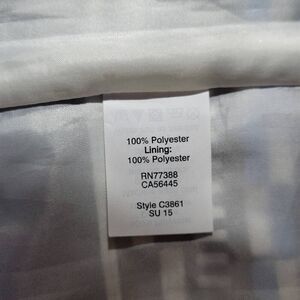 100% Polyester
Lining:
100% Polyester
RN77388
CA56445
Style C3861
SU 15